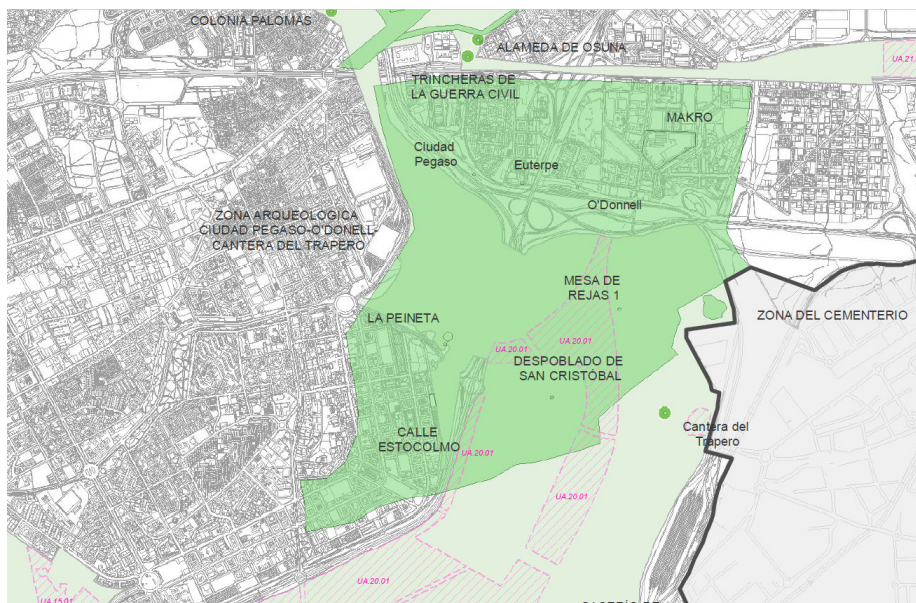 COLONIA PALOMAS
ALAMEDA DE OSUNA
TRINCHERAS DE
LA GUERRA CIVIL
MAKRO
Ciudad
Pegaso
Euterpe
O'Donnell
ZONA ARQUEOLOGICA
CIUDAD PEGASO-O'DONELL-
CANTERA DEL TRAPERO
MESA DE
REJAS 1
ZONA DEL CEMENTERIO
LA PEINETA
UA.20.01
UA.20.01
DESPOBLADO DE
SAN CRISTÓBAL
CALLE
ESTOCOLMO
Cantera del
Trapero
UA.20.01
UA.20.01
UA.20.01
UA.15.01